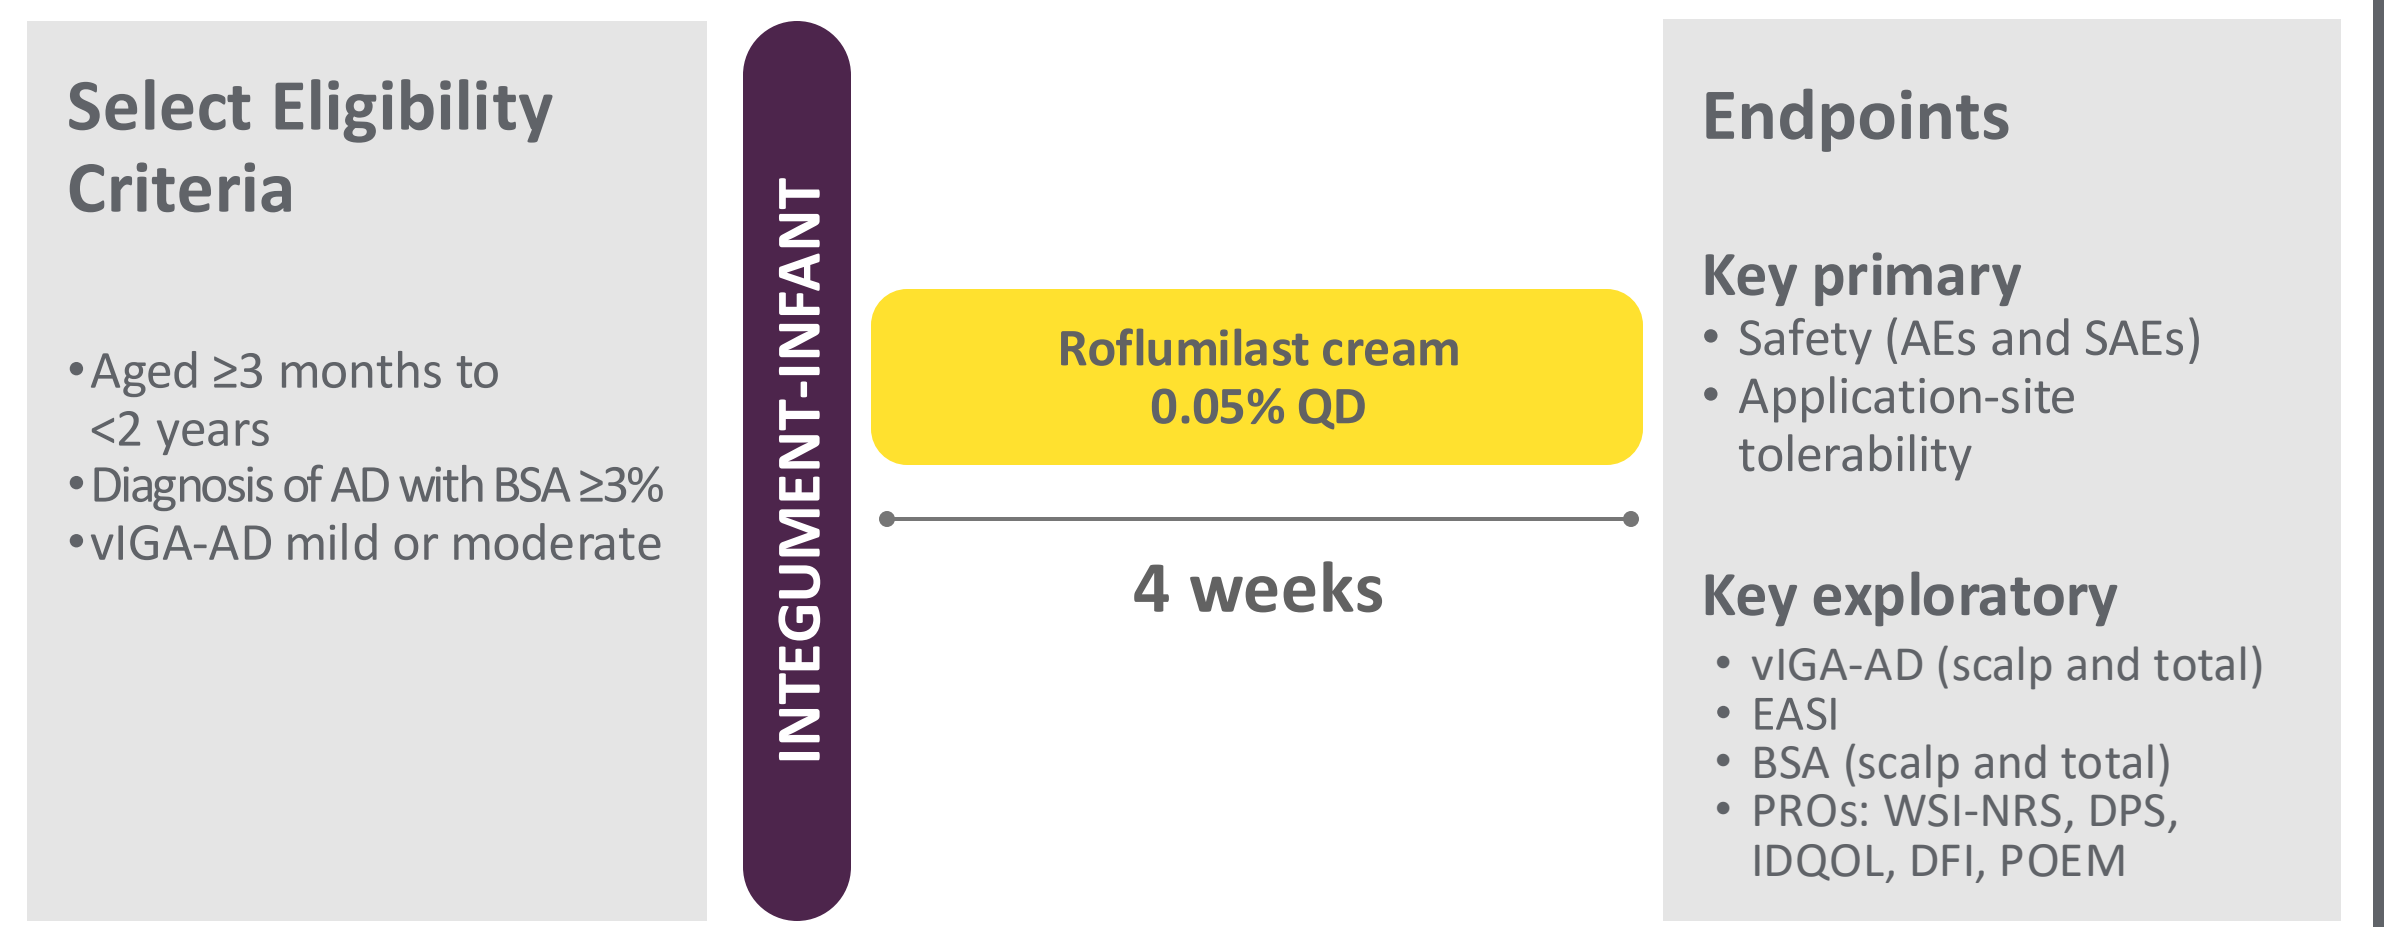 Select Eligibility
Criteria
•Aged ≥3 months to
<2 years
•Diagnosis of AD with BSA ≥3%
•vIGA-AD mild or moderate
INTEGUMENT-INFANT
Roflumilast cream
0.05% QD
4 weeks
Endpoints
Key primary
• Safety (AEs and SAEs)
• Application-site
tolerability
Key exploratory
• vIGA-AD (scalp and total)
• EASI
• BSA (scalp and total)
• PROs: WSI-NRS, DPS,
IDQOL, DFI, POEM